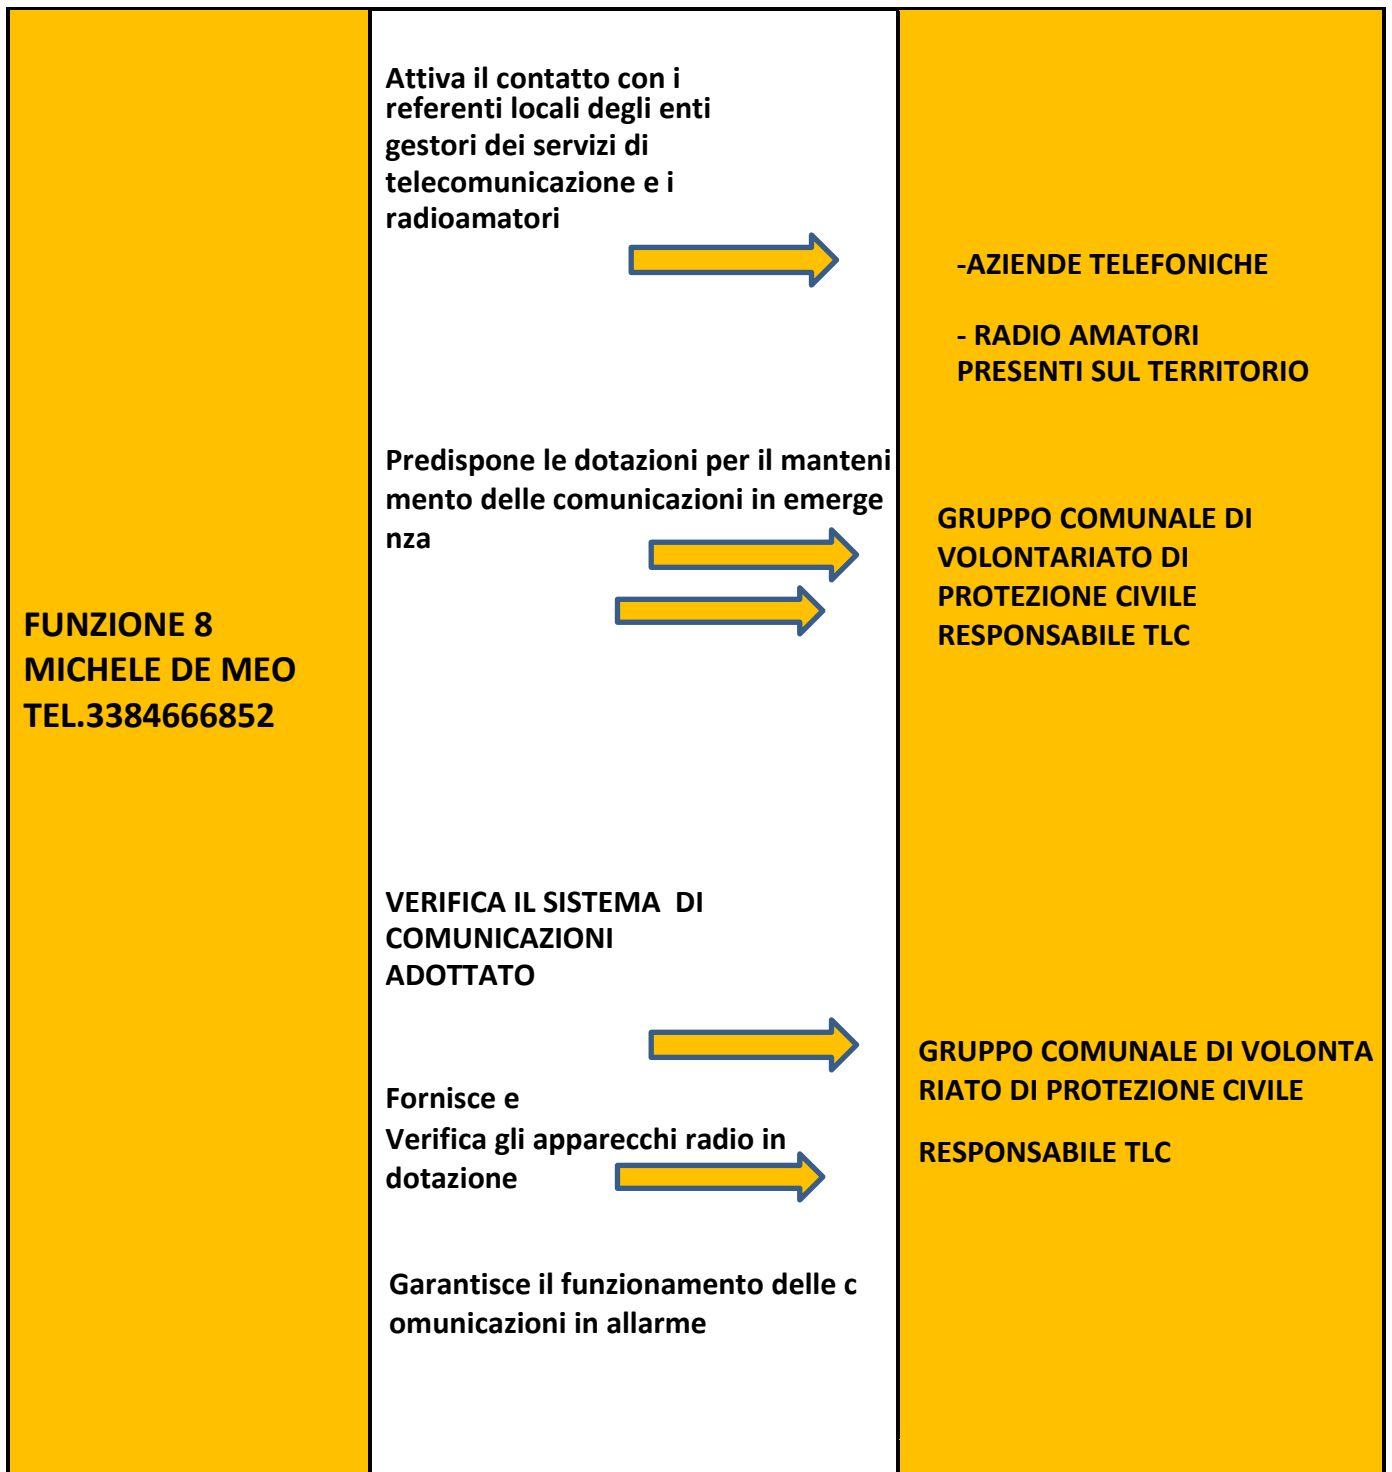 FUNZIONE 8
MICHELE DE MEO
TEL.3384666852
Attiva il contatto con i
referenti locali degli enti
gestori dei servizi di
telecomunicazione e i
radioamatori
-AZIENDE TELEFONICHE
- RADIO AMATORI
PRESENTI SUL TERRITORIO
Predispone le dotazioni per il manteni
mento delle comunicazioni in emerge
nza
GRUPPO COMUNALE DI
VOLONTARIATO DI
PROTEZIONE CIVILE
RESPONSABILE TLC
VERIFICA IL SISTEMA  DI
COMUNICAZIONI
ADOTTATO
Fornisce e
Verifica gli apparecchi radio in
dotazione
GRUPPO COMUNALE DI VOLONTA
RIATO DI PROTEZIONE CIVILE
RESPONSABILE TLC
Garantisce il funzionamento delle c
omunicazioni in allarme